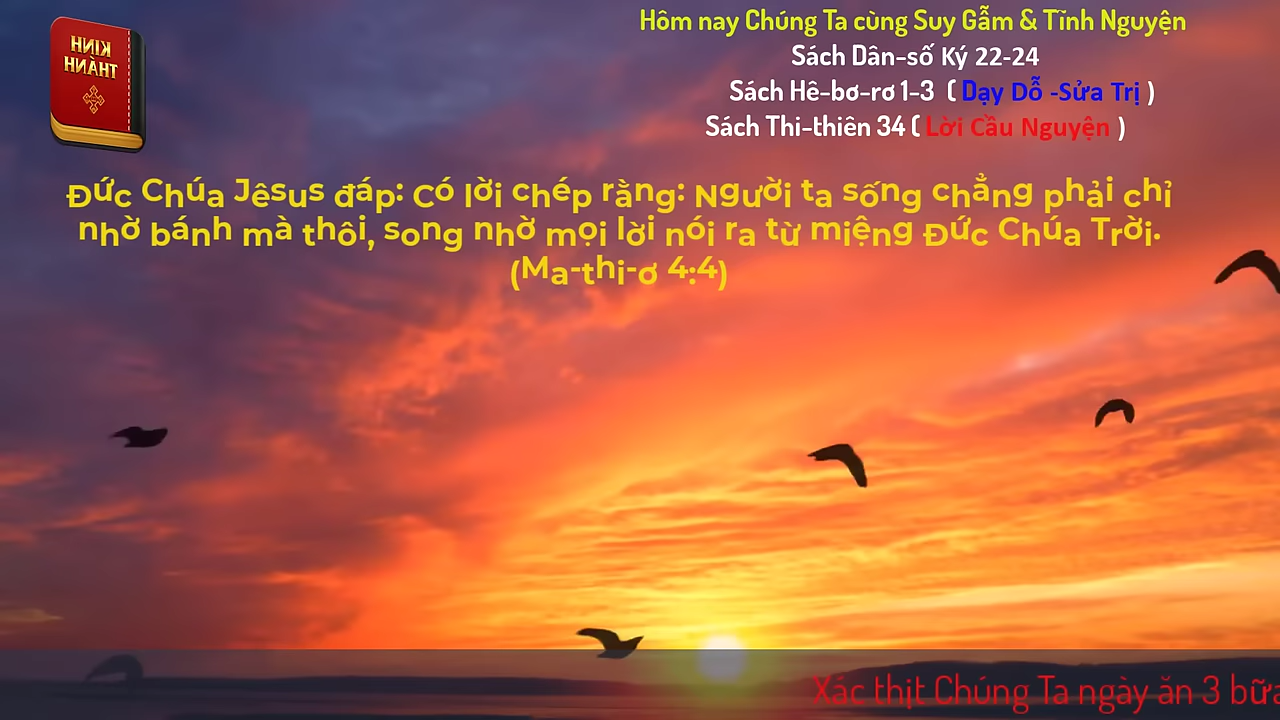 KINH
THÁNH
Hôm nay Chúng Ta cùng Suy Gẫm & Tĩnh Nguyện
Sách Dân-số Ký 22-24
Sách Hê-bơ-rơ 1-3 ( Dạy Dỗ -Sửa Trị )
Sách Thi-thiên 34 ( Lời Cầu Nguyện )
Đức Chúa Jêsus đáp: Có lời chép rằng: Người ta sống chẳng phải chỉ
nhờ bánh mà thôi, song nhờ mọi lời nói ra từ miệng Đức Chúa Trời.
(Ma-thi-ơ 4:4)
Xác thịt Chúng Ta ngày ăn 3 bữa